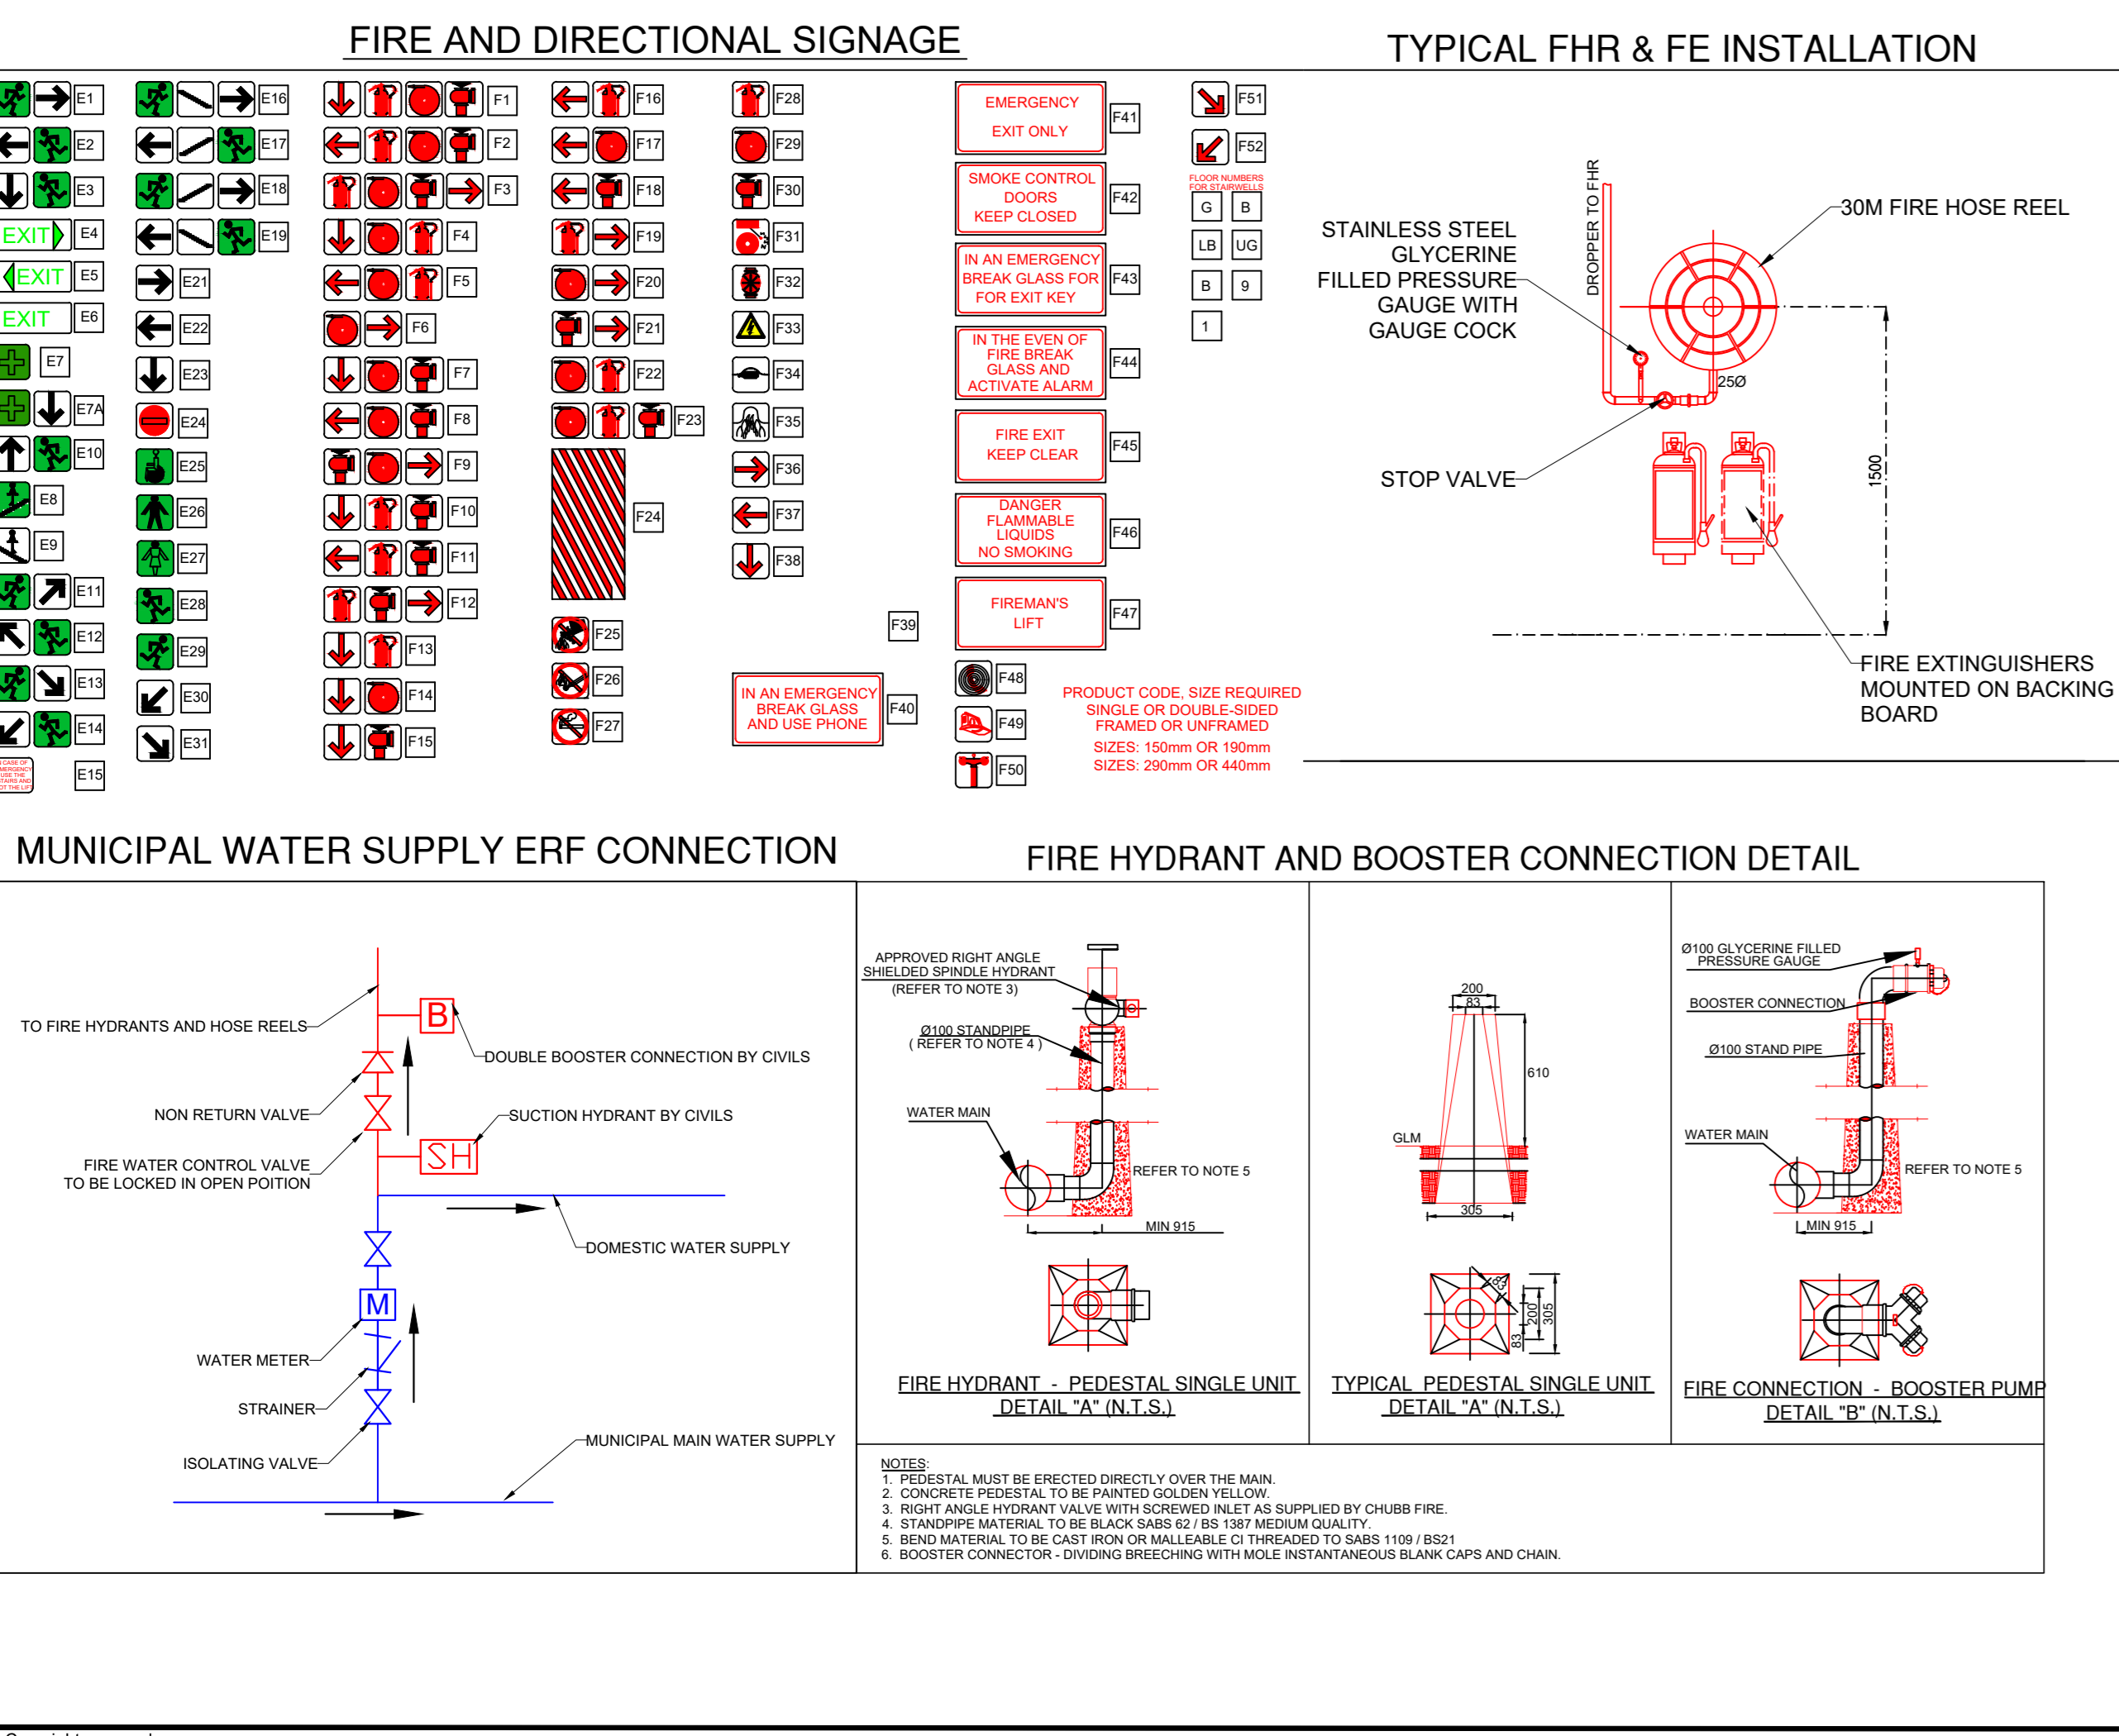 FIRE AND DIRECTIONAL SIGNAGE
E1
E2
E3
EXIT E4
EXIT E5
EXIT E6
E7
E7A
E10
E8
E9
E11
E12
E13
E14
E15
E16
E17
E18
E19
E21
E22
E23
E24
E25
E26
E27
E28
E29
E30
E31
F1
F2
F3
F4
F5
F6
F7
F8
F9
F10
F11
F12
F13
F14
F15
F16
F17
F18
F19
F20
F21
F22
F23
F24
F25
F26
F27
F28
F29
F30
F31
F32
F33
F34
F35
F36
F37
F38
F39
IN AN EMERGENCY
BREAK GLASS
AND USE PHONE
F40
EMERGENCY
EXIT ONLY
F41
SMOKE CONTROL
DOORS
KEEP CLOSED
F42
IN AN EMERGENCY
BREAK GLASS FOR
FOR EXIT KEY
F43
IN THE EVEN OF
FIRE BREAK
GLASS AND
ACTIVATE ALARM
F44
FIRE EXIT
KEEP CLEAR
F45
DANGER
FLAMMABLE
LIQUIDS
NO SMOKING
F46
FIREMAN'S
LIFT
F47
F48
F49
F50
F51
F52
FLOOR NUMBERS
FOR STAIRWELLS
G B
LB UG
B 9
1
PRODUCT CODE, SIZE REQUIRED
SINGLE OR DOUBLE-SIDED
FRAMED OR UNFRAMED
SIZES: 150mm OR 190mm
SIZES: 290mm OR 440mm
TYPICAL FHR & FE INSTALLATION
DROPPER TO FHR
30M FIRE HOSE REEL
STAINLESS STEEL
GLYCERINE
FILLED PRESSURE
GAUGE WITH
GAUGE COCK
25Ø
STOP VALVE
1500
FIRE EXTINGUISHERS
MOUNTED ON BACKING
BOARD
MUNICIPAL WATER SUPPLY ERF CONNECTION
B
TO FIRE HYDRANTS AND HOSE REELS
DOUBLE BOOSTER CONNECTION BY CIVILS
NON RETURN VALVE
SUCTION HYDRANT BY CIVILS
SH
FIRE WATER CONTROL VALVE
TO BE LOCKED IN OPEN POITION
DOMESTIC WATER SUPPLY
M
WATER METER
STRAINER
MUNICIPAL MAIN WATER SUPPLY
ISOLATING VALVE
FIRE HYDRANT AND BOOSTER CONNECTION DETAIL
APPROVED RIGHT ANGLE
SHIELDED SPINDLE HYDRANT
(REFER TO NOTE 3)
Ø100 STANDPIPE
( REFER TO NOTE 4 )
WATER MAIN
REFER TO NOTE 5
MIN 915
FIRE HYDRANT - PEDESTAL SINGLE UNIT
DETAIL "A" (N.T.S.)
200
83
610
GLM
305
83
200
305
83
TYPICAL PEDESTAL SINGLE UNIT
DETAIL "A" (N.T.S.)
Ø100 GLYCERINE FILLED
PRESSURE GAUGE
BOOSTER CONNECTION
Ø100 STAND PIPE
WATER MAIN
REFER TO NOTE 5
MIN 915
FIRE CONNECTION - BOOSTER PUMP
DETAIL "B" (N.T.S.)
NOTES:
1. PEDESTAL MUST BE ERECTED DIRECTLY OVER THE MAIN.
2. CONCRETE PEDESTAL TO BE PAINTED GOLDEN YELLOW.
3. RIGHT ANGLE HYDRANT VALVE WITH SCREWED INLET AS SUPPLIED BY CHUBB FIRE.
4. STANDPIPE MATERIAL TO BE BLACK SABS 62 / BS 1387 MEDIUM QUALITY.
5. BEND MATERIAL TO BE CAST IRON OR MALLEABLE CI THREADED TO SABS 1109 / BS21
6. BOOSTER CONNECTOR - DIVIDING BREECHING WITH MOLE INSTANTANEOUS BLANK CAPS AND CHAIN.